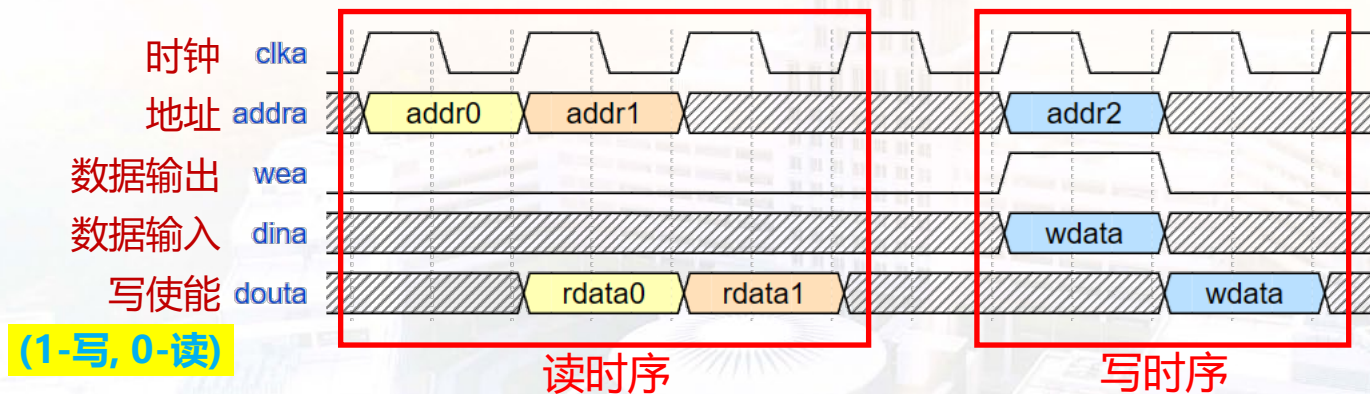 时钟 clka
地址 addra addr0 addr1 addr2
数据输出 wea
数据输入 dina wdata
写使能 douta rdata0 rdata1 wdata
(1-写, 0-读)
读时序 写时序